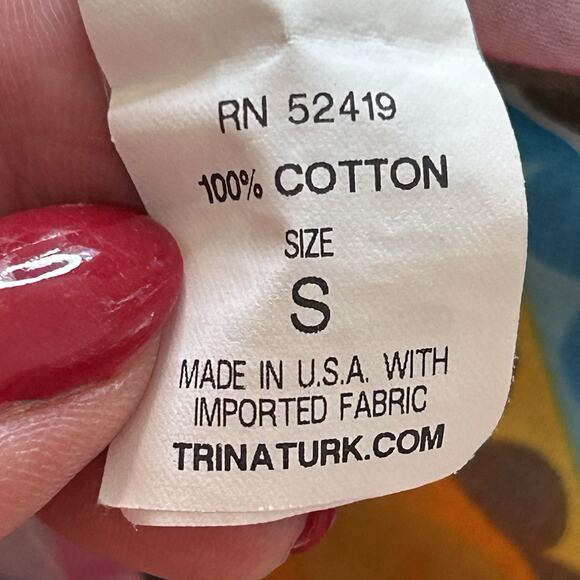 RN 52419
100% COTTON
SIZE
S
MADE IN U.S.A. WITH
IMPORTED FABRIC
TRINATURK.COM